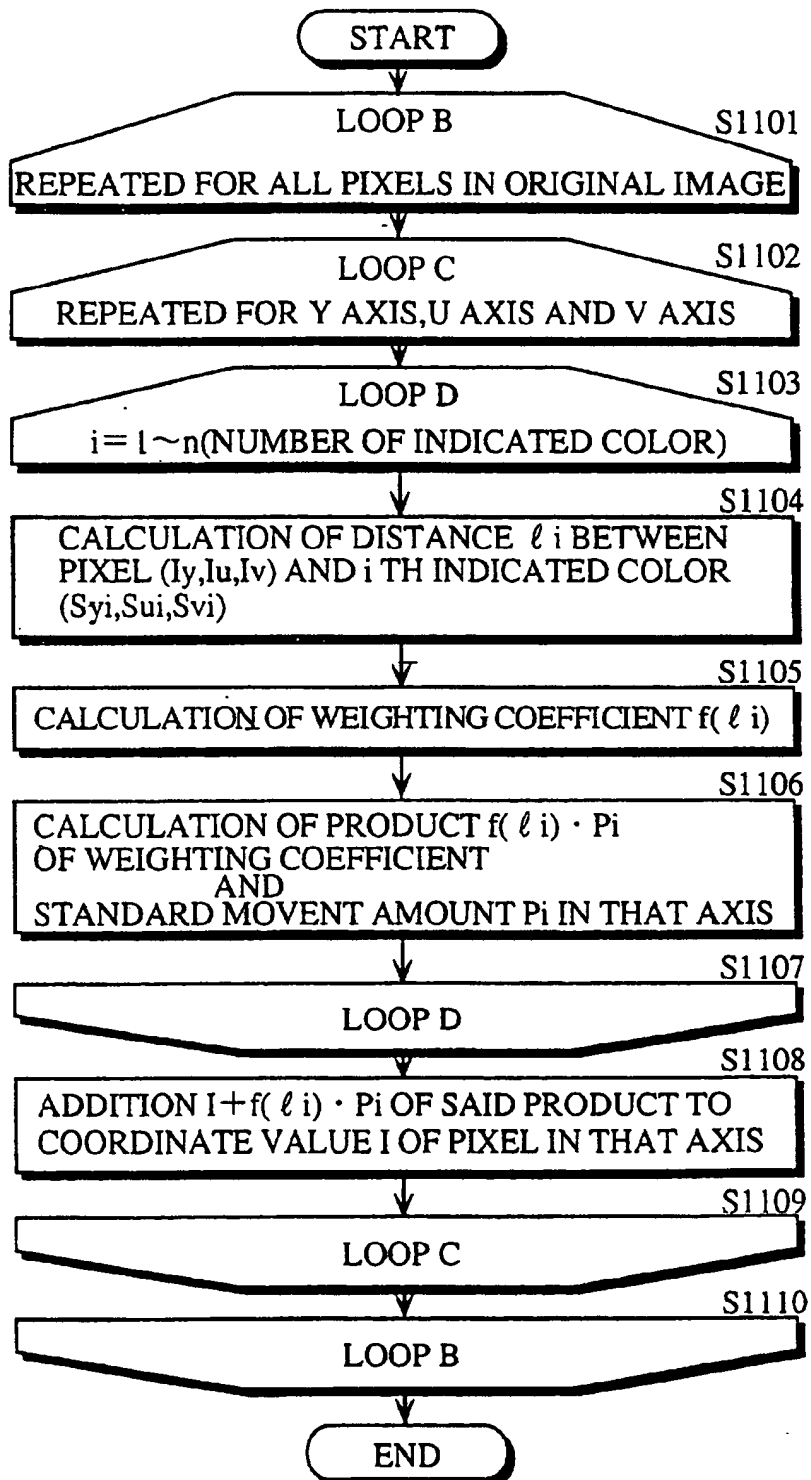 START
LOOP B
S1101
REPEATED FOR ALL PIXELS IN ORIGINAL IMAGE
S1102
LOOP C
REPEATED FOR Y AXIS,U AXIS AND V AXIS
S1103
LOOP D
i=1~n(NUMBER OF INDICATED COLOR)
S1104
CALCULATION OF DISTANCE ℓ i BETWEEN
PIXEL (Iy,Iu,Iv) AND i TH INDICATED COLOR
(Syi,Sui,Svi)
S1105
CALCULATION OF WEIGHTING COEFFICIENT f( ℓ i)
S1106
CALCULATION OF PRODUCT f( ℓ i) · Pi
OF WEIGHTING COEFFICIENT
AND
STANDARD MOVENT AMOUNT Pi IN THAT AXIS
S1107
LOOP D
S1108
ADDITION I+f( ℓ i) · Pi OF SAID PRODUCT TO
COORDINATE VALUE I OF PIXEL IN THAT AXIS
S1109
LOOP C
S1110
LOOP B
END